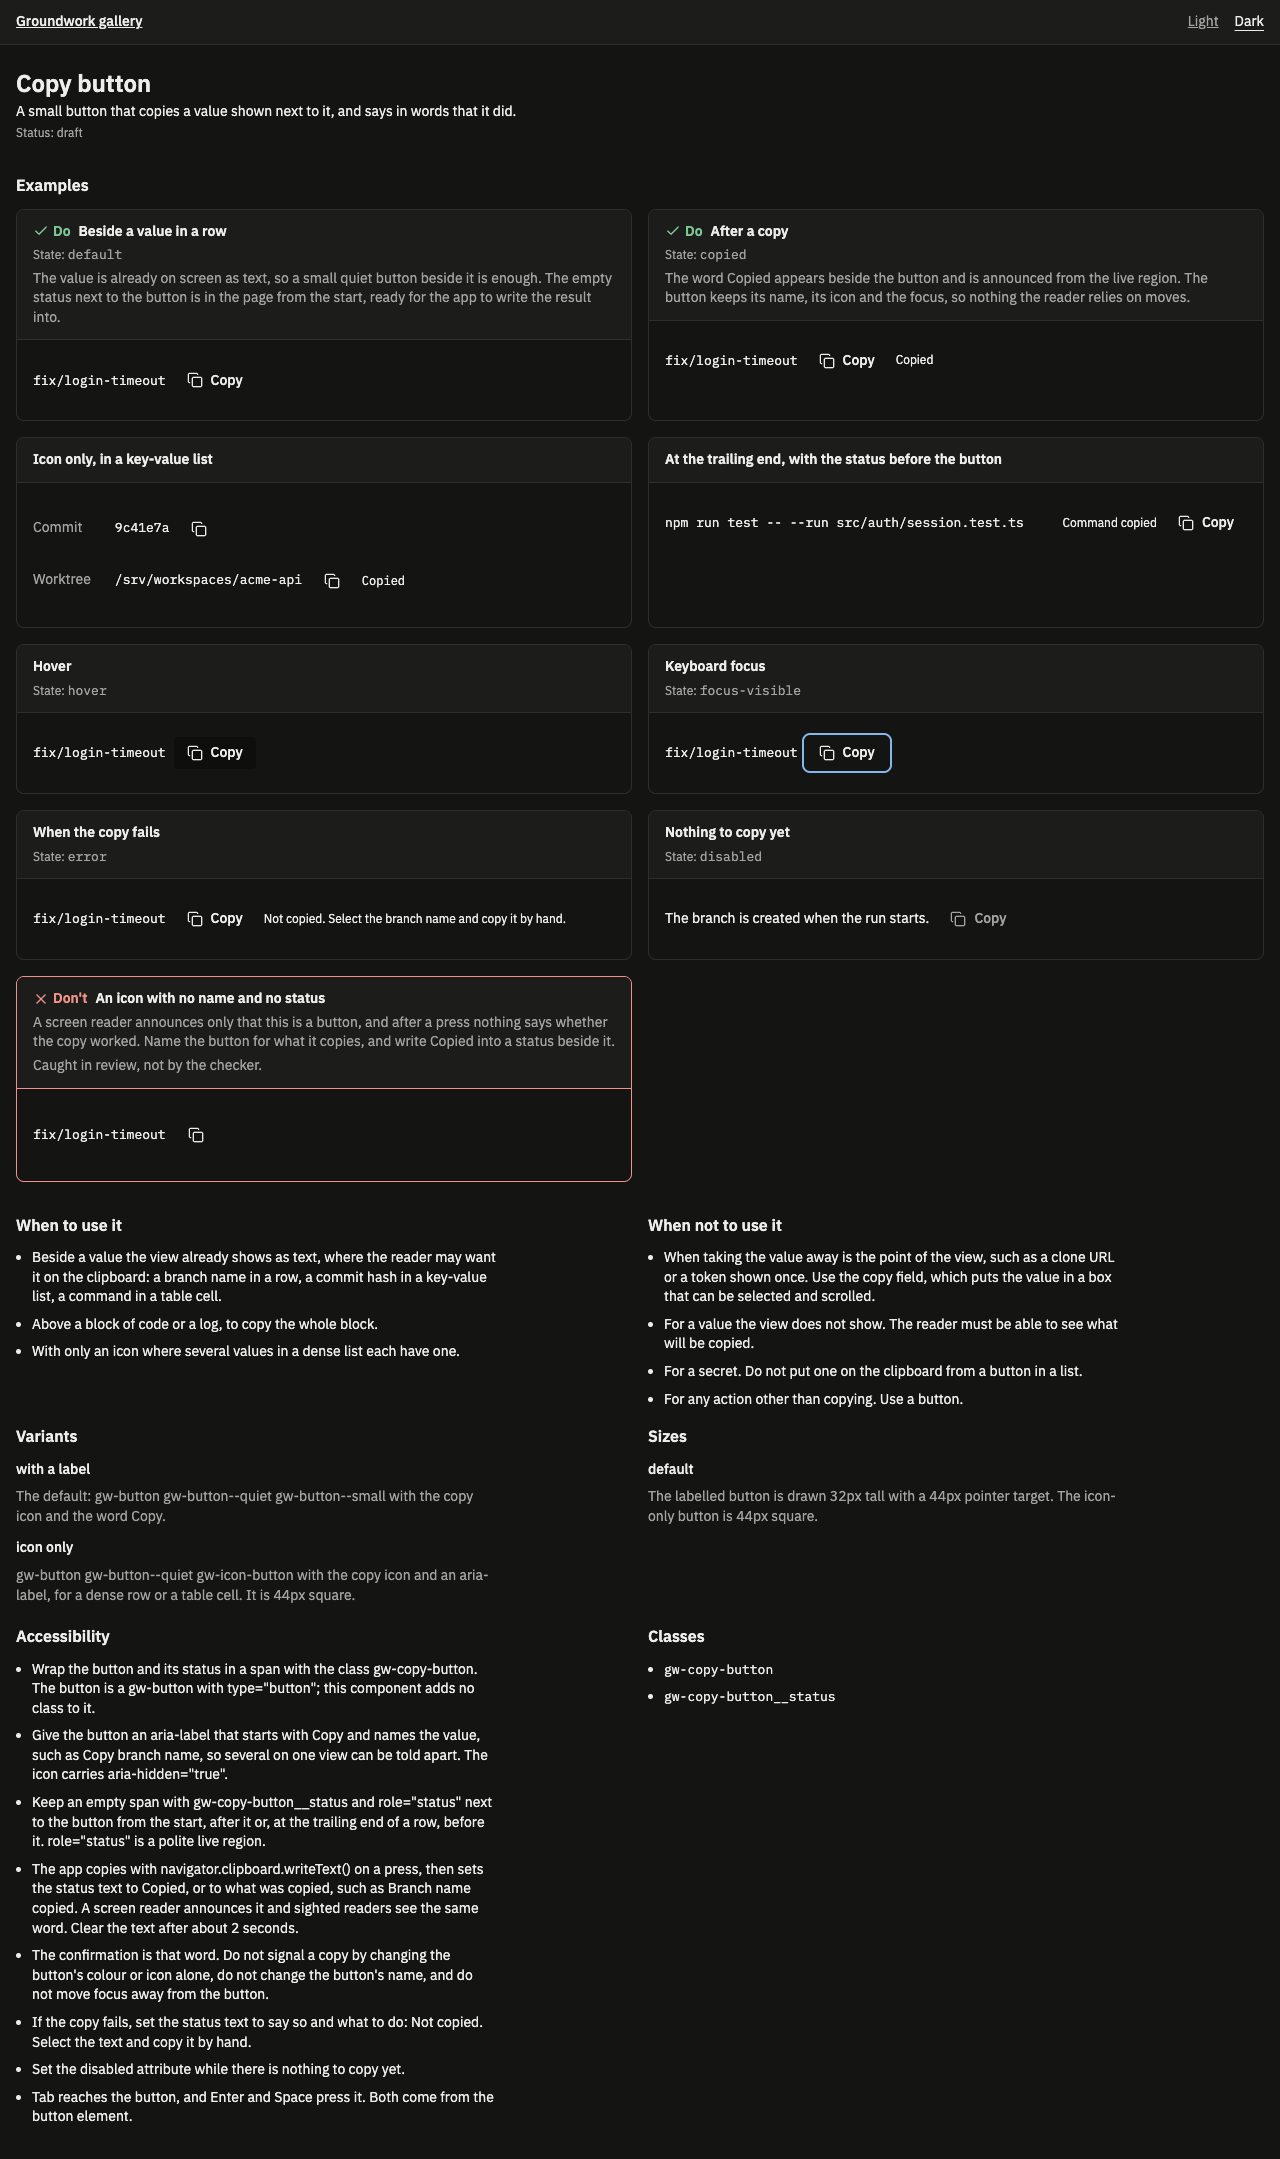 Groundwork gallery
Light Dark
Copy button
A small button that copies a value shown next to it, and says in words that it did.
Status: draft
Examples
Do Beside a value in a row
State: default
The value is already on screen as text, so a small quiet button beside it is enough. The empty
status next to the button is in the page from the start, ready for the app to write the result
into.
fix/login-timeout Copy
Do After a copy
State: copied
The word Copied appears beside the button and is announced from the live region. The
button keeps its name, its icon and the focus, so nothing the reader relies on moves.
fix/login-timeout Copy Copied
Icon only, in a key-value list
Commit 9c41e7a
Worktree /srv/workspaces/acme-api Copied
At the trailing end, with the status before the button
npm run test -- --run src/auth/session.test.ts Command copied Copy
Hover
State: hover
fix/login-timeout Copy
Keyboard focus
State: focus-visible
fix/login-timeout Copy
When the copy fails
State: error
fix/login-timeout Copy Not copied. Select the branch name and copy it by hand.
Nothing to copy yet
State: disabled
The branch is created when the run starts. Copy
Don't An icon with no name and no status
A screen reader announces only that this is a button, and after a press nothing says whether
the copy worked. Name the button for what it copies, and write Copied into a status beside it.
Caught in review, not by the checker.
fix/login-timeout
When to use it
• Beside a value the view already shows as text, where the reader may want
it on the clipboard: a branch name in a row, a commit hash in a key-value
list, a command in a table cell.
• Above a block of code or a log, to copy the whole block.
• With only an icon where several values in a dense list each have one.
When not to use it
• When taking the value away is the point of the view, such as a clone URL
or a token shown once. Use the copy field, which puts the value in a box
that can be selected and scrolled.
• For a value the view does not show. The reader must be able to see what
will be copied.
• For a secret. Do not put one on the clipboard from a button in a list.
• For any action other than copying. Use a button.
Variants
with a label
The default: gw-button gw-button--quiet gw-button--small with the copy
icon and the word Copy.
icon only
gw-button gw-button--quiet gw-icon-button with the copy icon and an aria-
label, for a dense row or a table cell. It is 44px square.
Sizes
default
The labelled button is drawn 32px tall with a 44px pointer target. The icon-
only button is 44px square.
Accessibility
• Wrap the button and its status in a span with the class gw-copy-button.
The button is a gw-button with type="button"; this component adds no
class to it.
• Give the button an aria-label that starts with Copy and names the value,
such as Copy branch name, so several on one view can be told apart. The
icon carries aria-hidden="true".
• Keep an empty span with gw-copy-button__status and role="status" next
to the button from the start, after it or, at the trailing end of a row, before
it. role="status" is a polite live region.
• The app copies with navigator.clipboard.writeText() on a press, then sets
the status text to Copied, or to what was copied, such as Branch name
copied. A screen reader announces it and sighted readers see the same
word. Clear the text after about 2 seconds.
• The confirmation is that word. Do not signal a copy by changing the
button's colour or icon alone, do not change the button's name, and do
not move focus away from the button.
• If the copy fails, set the status text to say so and what to do: Not copied.
Select the text and copy it by hand.
• Set the disabled attribute while there is nothing to copy yet.
• Tab reaches the button, and Enter and Space press it. Both come from the
button element.
Classes
• gw-copy-button
• gw-copy-button__status